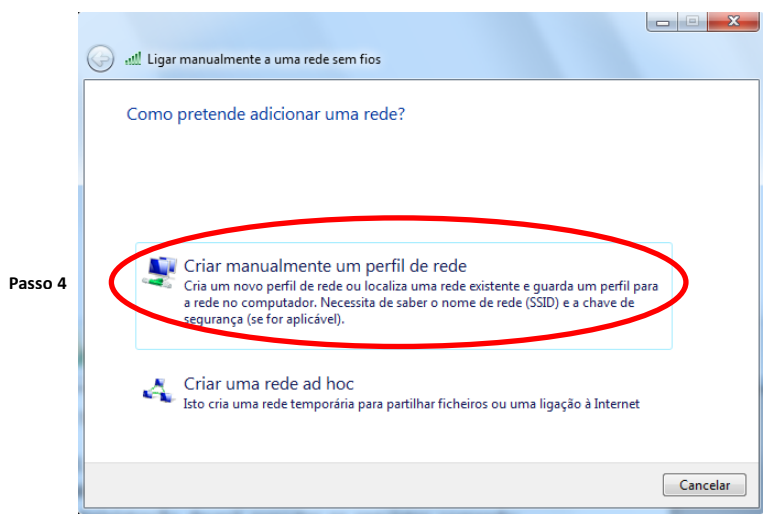 Ligar manualmente a uma rede sem fios
Como pretende adicionar uma rede?
Passo 4
Criar manualmente um perfil de rede
Cria um novo perfil de rede ou localiza uma rede existente e guarda um perfil para
a rede no computador. Necessita de saber o nome de rede (SSID) e a chave de
segurança (se for aplicável).
Criar uma rede ad hoc
Isto cria uma rede temporária para partilhar ficheiros ou uma ligação à Internet
Cancelar